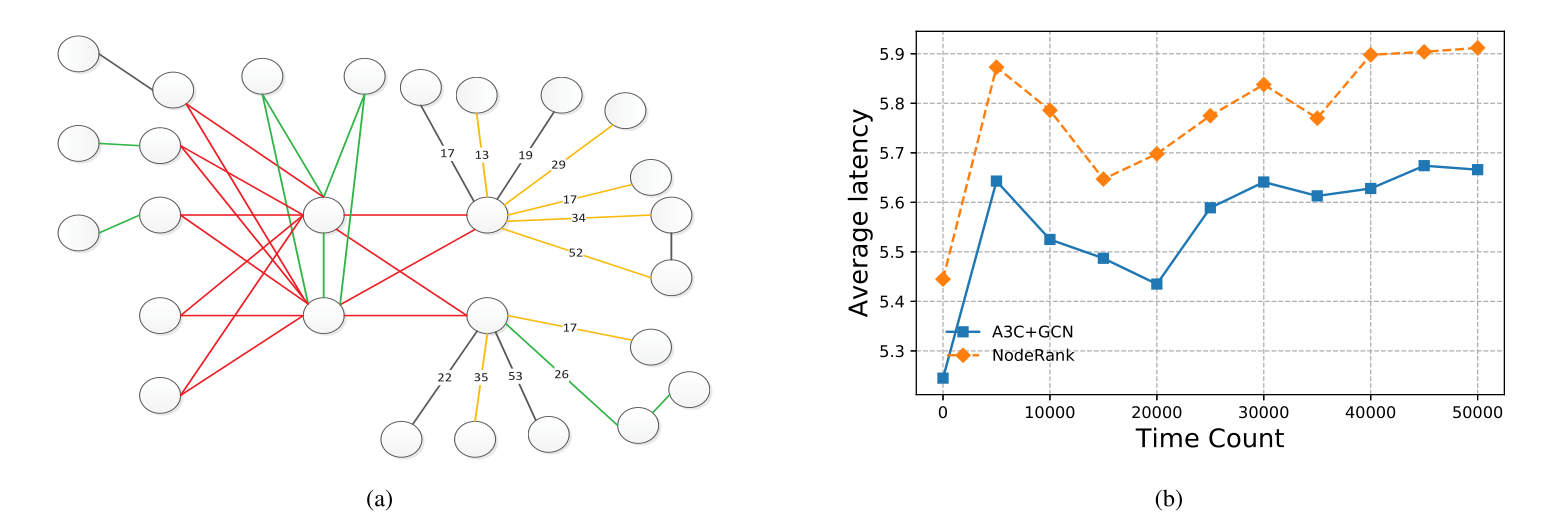 17
13
19
29
17
34
52
17
22
35
53
26
(a)
5.9
5.8
5.7
5.6
5.5
5.4
5.3
Average latency
A3C+GCN
NodeRank
0 10000 20000 30000 40000 50000
Time Count
(b)